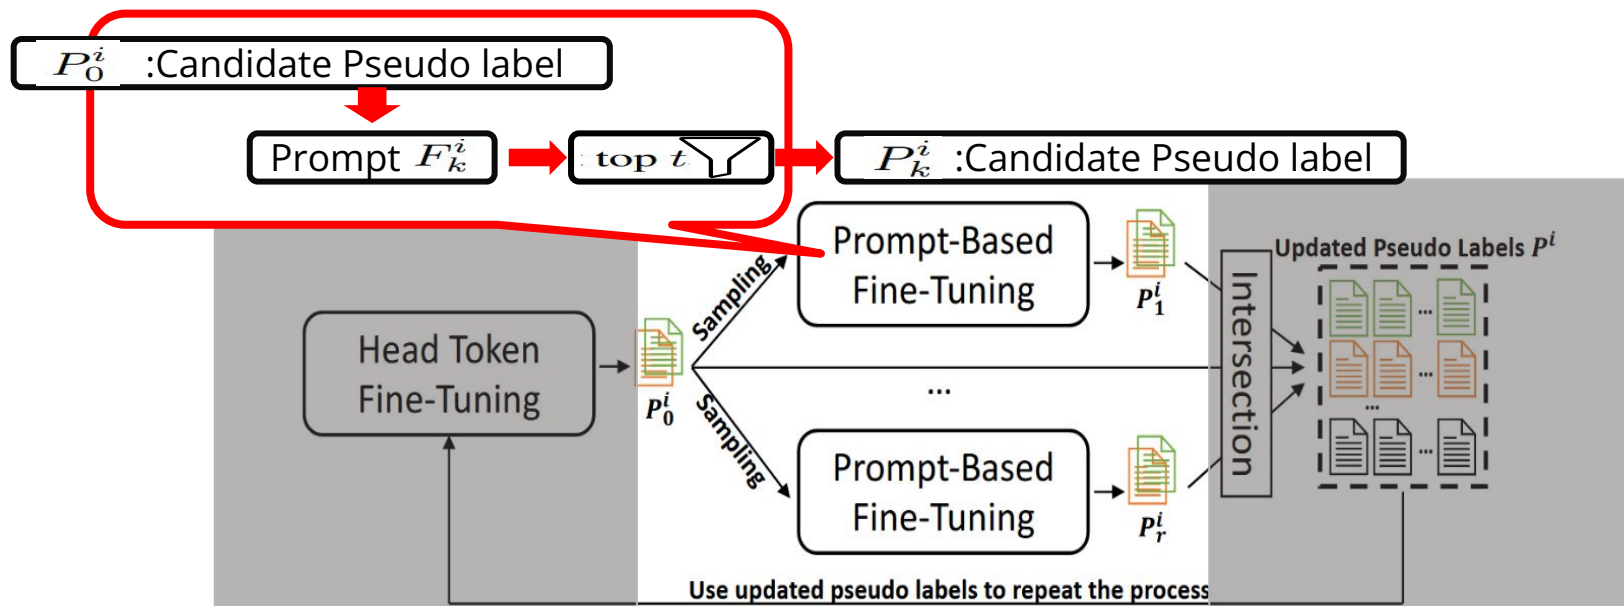 P_0^i :Candidate Pseudo label
Prompt F_k^i
top t
P_k^i :Candidate Pseudo label
Prompt-Based
Fine-Tuning
P_1^i
Sampling
Updated Pseudo Labels P^i
Intersection
Head Token
Fine-Tuning
P_0^i
...
...
...
...
...
Sampling
Prompt-Based
Fine-Tuning
P_r^i
Use updated pseudo labels to repeat the process